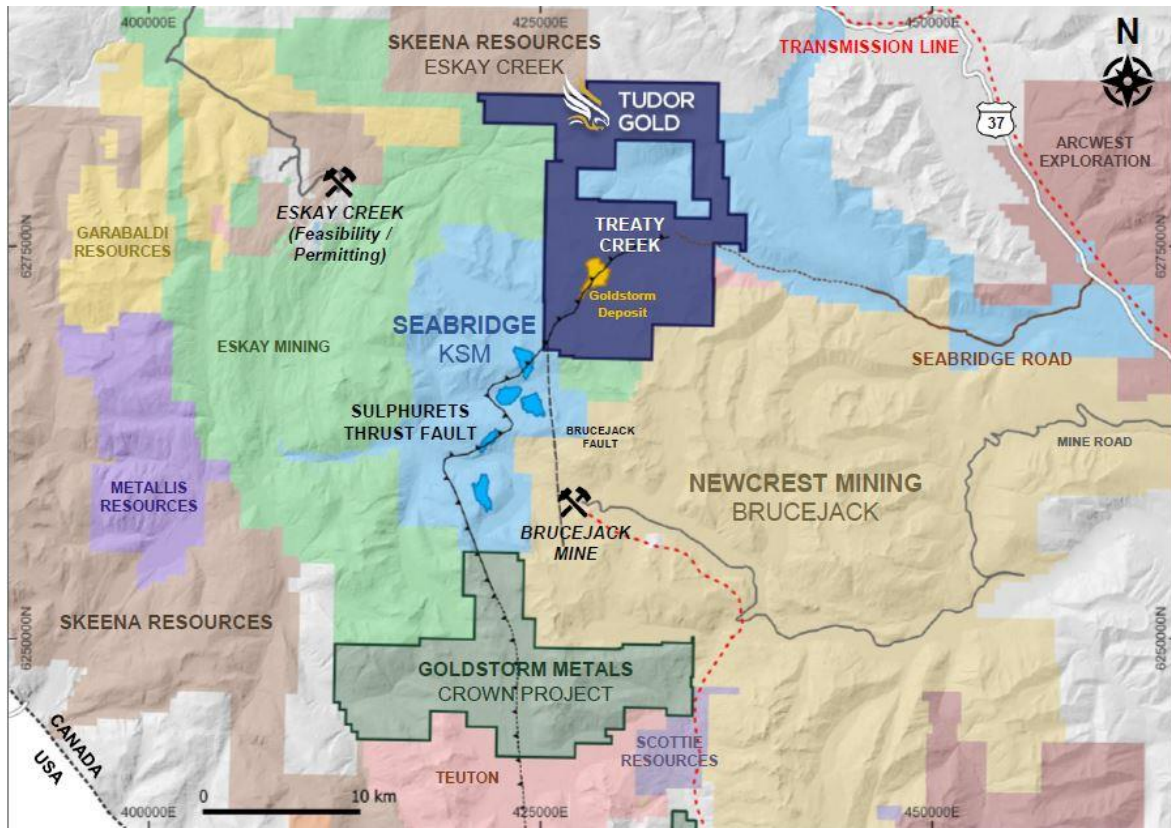 400000E
425000E
450000E
SKEENA RESOURCES
ESKAY CREEK
TRANSMISSION LINE
N
TUDOR
GOLD
37
ARCWEST
EXPLORATION
ESKAY CREEK
(Feasibility /
Permitting)
GARABALDI
RESOURCES
TREATY
CREEK
6275000N
6275000N
Goldstorm
Deposit
SEABRIDGE
KSM
ESKAY MINING
SEABRIDGE ROAD
SULPHURETS
THRUST FAULT
BRUCEJACK
FAULT
MINE ROAD
METALLIS
RESOURCES
NEWCREST MINING
BRUCEJACK
BRUCEJACK
MINE
SKEENA RESOURCES
6250000N
6250000N
GOLDSTORM METALS
CROWN PROJECT
CANADA
USA
SCOTTIE
RESOURCES
TEUTON
0 10 km
400000E
425000E
450000E